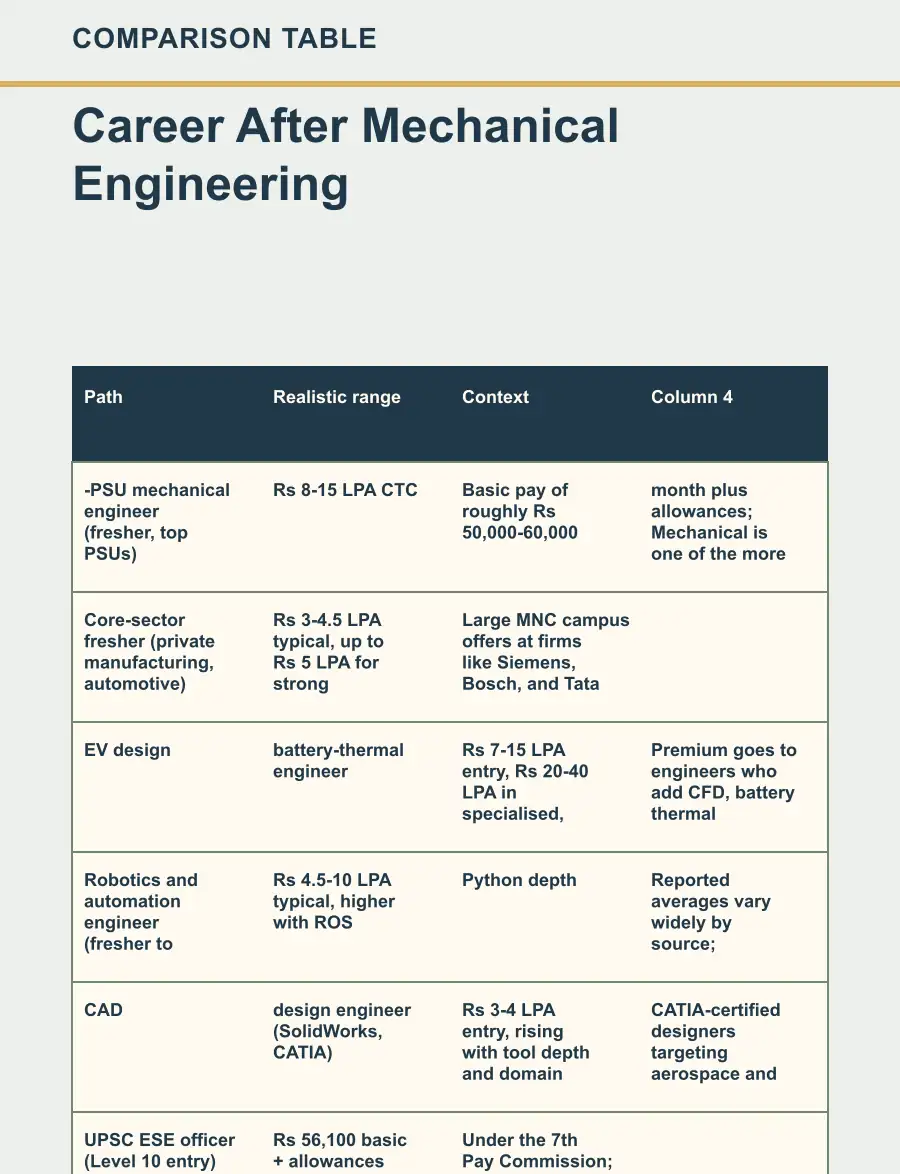 COMPARISON TABLE
Career After Mechanical
Engineering
Path
Realistic range
Context
Column 4
-PSU mechanical
engineer
(fresher, top
PSUs)
Rs 8-15 LPA CTC
Basic pay of
roughly Rs
50,000-60,000
month plus
allowances;
Mechanical is
one of the more
Core-sector
fresher (private
manufacturing,
automotive)
Rs 3-4.5 LPA
typical, up to
Rs 5 LPA for
strong
Large MNC campus
offers at firms
like Siemens,
Bosch, and Tata
EV design
battery-thermal
engineer
Rs 7-15 LPA
entry, Rs 20-40
LPA in
specialised,
Premium goes to
engineers who
add CFD, battery
thermal
Robotics and
automation
engineer
(fresher to
Rs 4.5-10 LPA
typical, higher
with ROS
Python depth
Reported
averages vary
widely by
source;
CAD
design engineer
(SolidWorks,
CATIA)
Rs 3-4 LPA
entry, rising
with tool depth
and domain
CATIA-certified
designers
targeting
aerospace and
UPSC ESE officer
(Level 10 entry)
Rs 56,100 basic
+ allowances
Under the 7th
Pay Commission;